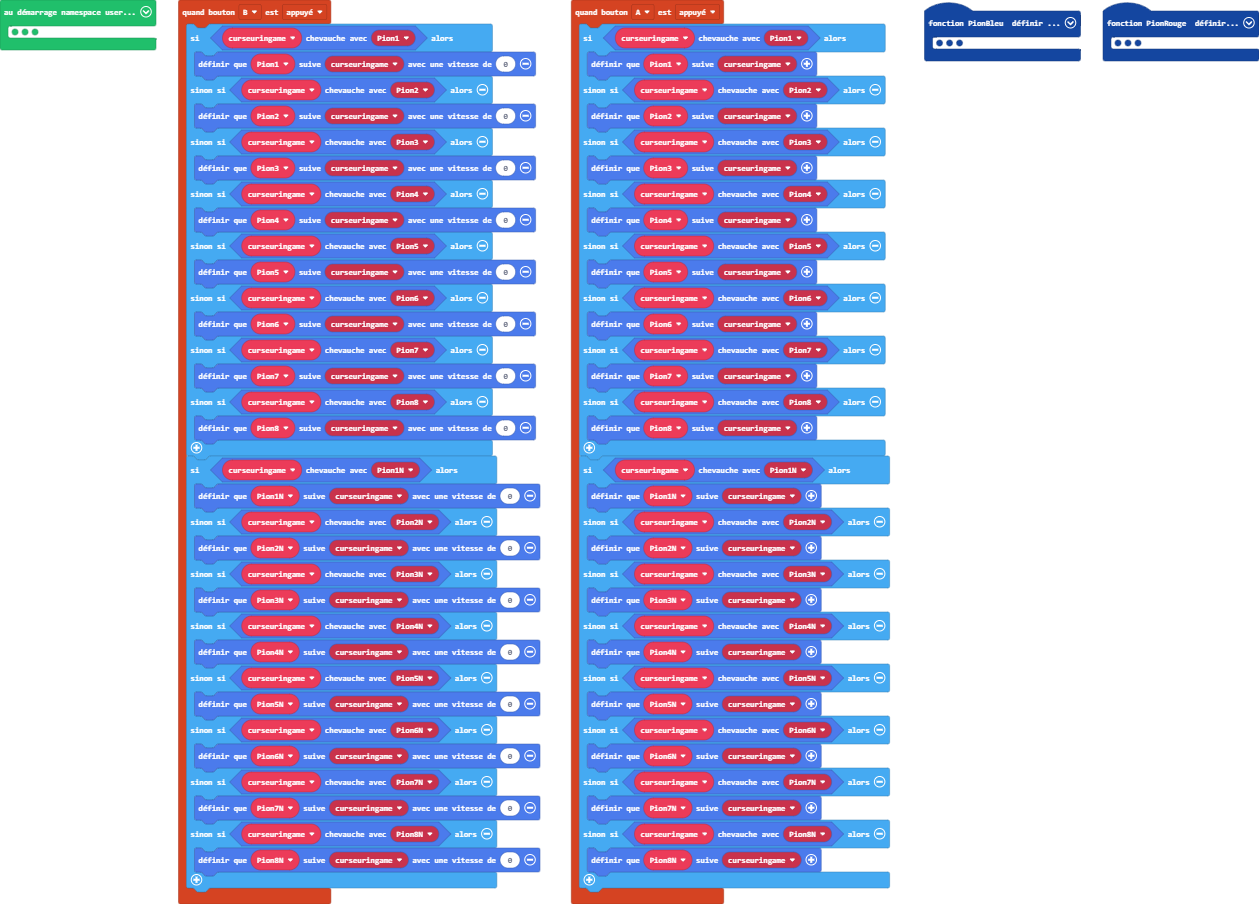 au démarrage namespace user...
quand bouton B est appuyé
si curseuringame chevauche avec Pion1 alors
définir que Pion1 suive curseuringame avec une vitesse de 0
sinon si curseuringame chevauche avec Pion2 alors
définir que Pion2 suive curseuringame avec une vitesse de 0
sinon si curseuringame chevauche avec Pion3 alors
définir que Pion3 suive curseuringame avec une vitesse de 0
sinon si curseuringame chevauche avec Pion4 alors
définir que Pion4 suive curseuringame avec une vitesse de 0
sinon si curseuringame chevauche avec Pion5 alors
définir que Pion5 suive curseuringame avec une vitesse de 0
sinon si curseuringame chevauche avec Pion6 alors
définir que Pion6 suive curseuringame avec une vitesse de 0
sinon si curseuringame chevauche avec Pion7 alors
définir que Pion7 suive curseuringame avec une vitesse de 0
sinon si curseuringame chevauche avec Pion8 alors
définir que Pion8 suive curseuringame avec une vitesse de 0
si curseuringame chevauche avec Pion1N alors
définir que Pion1N suive curseuringame avec une vitesse de 0
sinon si curseuringame chevauche avec Pion2N alors
définir que Pion2N suive curseuringame avec une vitesse de 0
sinon si curseuringame chevauche avec Pion3N alors
définir que Pion3N suive curseuringame avec une vitesse de 0
sinon si curseuringame chevauche avec Pion4N alors
définir que Pion4N suive curseuringame avec une vitesse de 0
sinon si curseuringame chevauche avec Pion5N alors
définir que Pion5N suive curseuringame avec une vitesse de 0
sinon si curseuringame chevauche avec Pion6N alors
définir que Pion6N suive curseuringame avec une vitesse de 0
sinon si curseuringame chevauche avec Pion7N alors
définir que Pion7N suive curseuringame avec une vitesse de 0
sinon si curseuringame chevauche avec Pion8N alors
définir que Pion8N suive curseuringame avec une vitesse de 0
quand bouton A est appuyé
si curseuringame chevauche avec Pion1 alors
définir que Pion1 suive curseuringame
sinon si curseuringame chevauche avec Pion2 alors
définir que Pion2 suive curseuringame
sinon si curseuringame chevauche avec Pion3 alors
définir que Pion3 suive curseuringame
sinon si curseuringame chevauche avec Pion4 alors
définir que Pion4 suive curseuringame
sinon si curseuringame chevauche avec Pion5 alors
définir que Pion5 suive curseuringame
sinon si curseuringame chevauche avec Pion6 alors
définir que Pion6 suive curseuringame
sinon si curseuringame chevauche avec Pion7 alors
définir que Pion7 suive curseuringame
sinon si curseuringame chevauche avec Pion8 alors
définir que Pion8 suive curseuringame
si curseuringame chevauche avec Pion1N alors
définir que Pion1N suive curseuringame
sinon si curseuringame chevauche avec Pion2N alors
définir que Pion2N suive curseuringame
sinon si curseuringame chevauche avec Pion3N alors
définir que Pion3N suive curseuringame
sinon si curseuringame chevauche avec Pion4N alors
définir que Pion4N suive curseuringame
sinon si curseuringame chevauche avec Pion5N alors
définir que Pion5N suive curseuringame
sinon si curseuringame chevauche avec Pion6N alors
définir que Pion6N suive curseuringame
sinon si curseuringame chevauche avec Pion7N alors
définir que Pion7N suive curseuringame
sinon si curseuringame chevauche avec Pion8N alors
définir que Pion8N suive curseuringame
fonction PionBleu définir ...
fonction PionRouge définir...